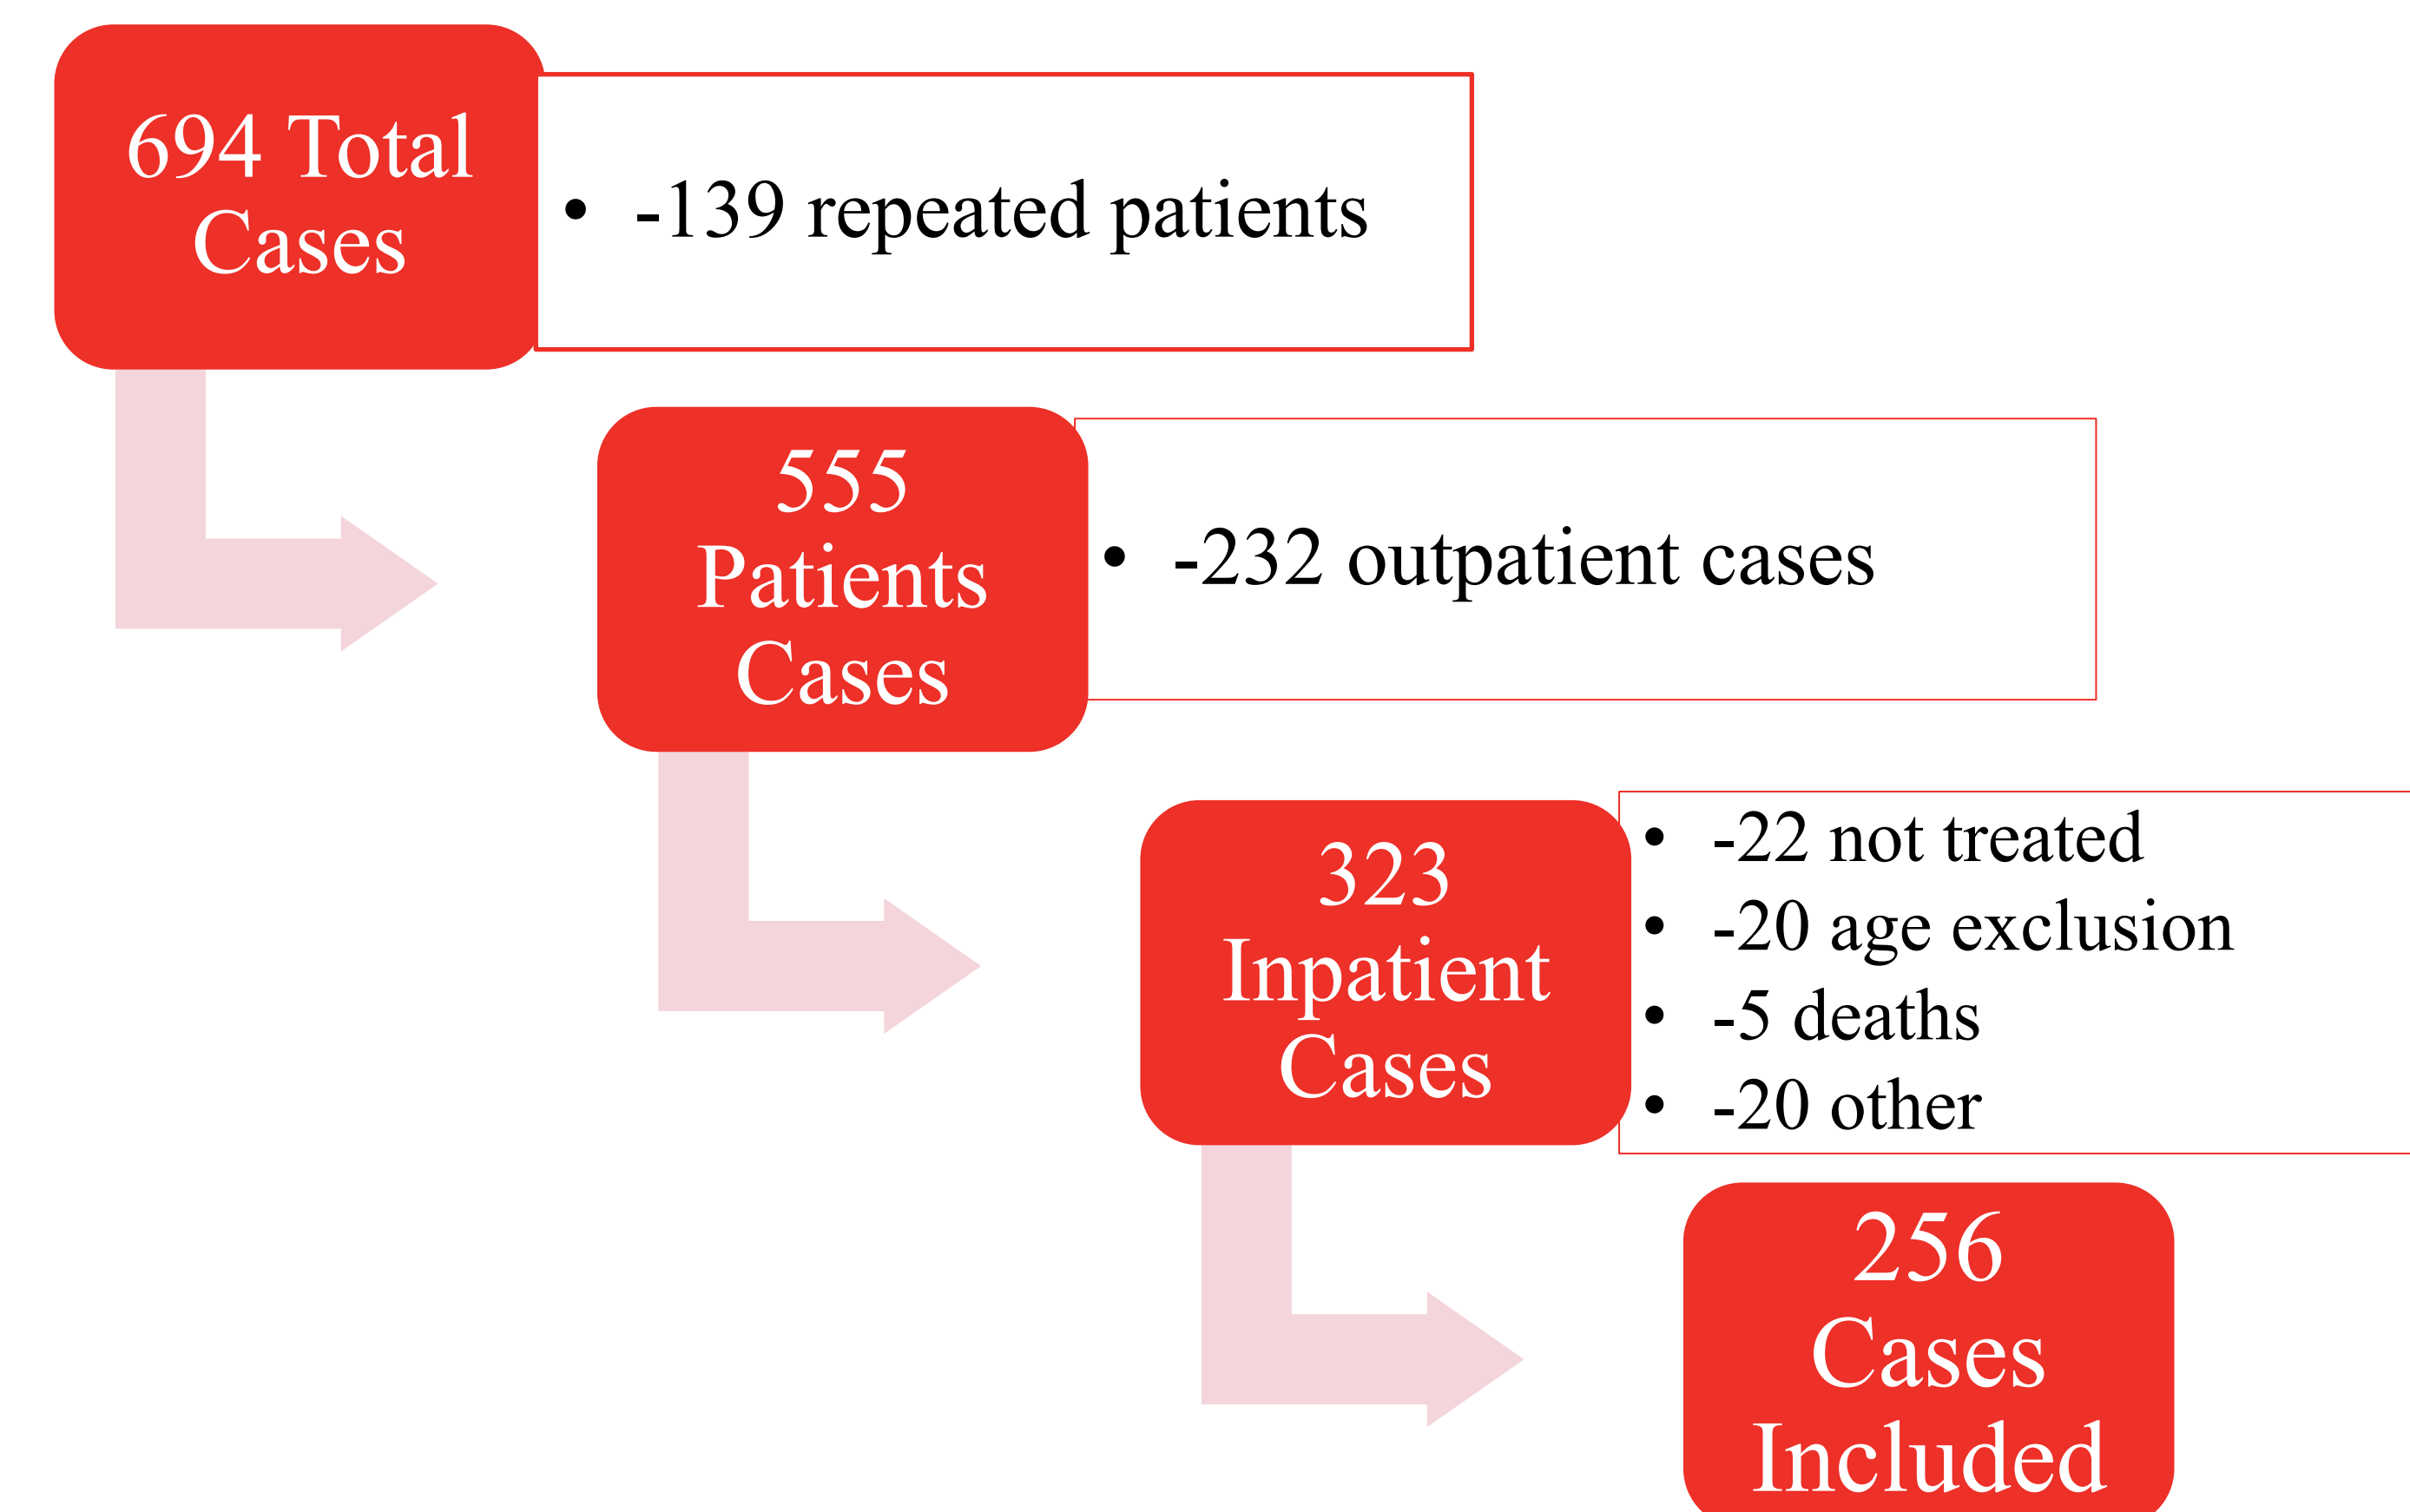 694 Total
Cases
• -139 repeated patients
555
Patients
Cases
• -232 outpatient cases
323
Inpatient
Cases
• -22 not treated
• -20 age exclusion
• -5 deaths
• -20 other
256
Cases
Included